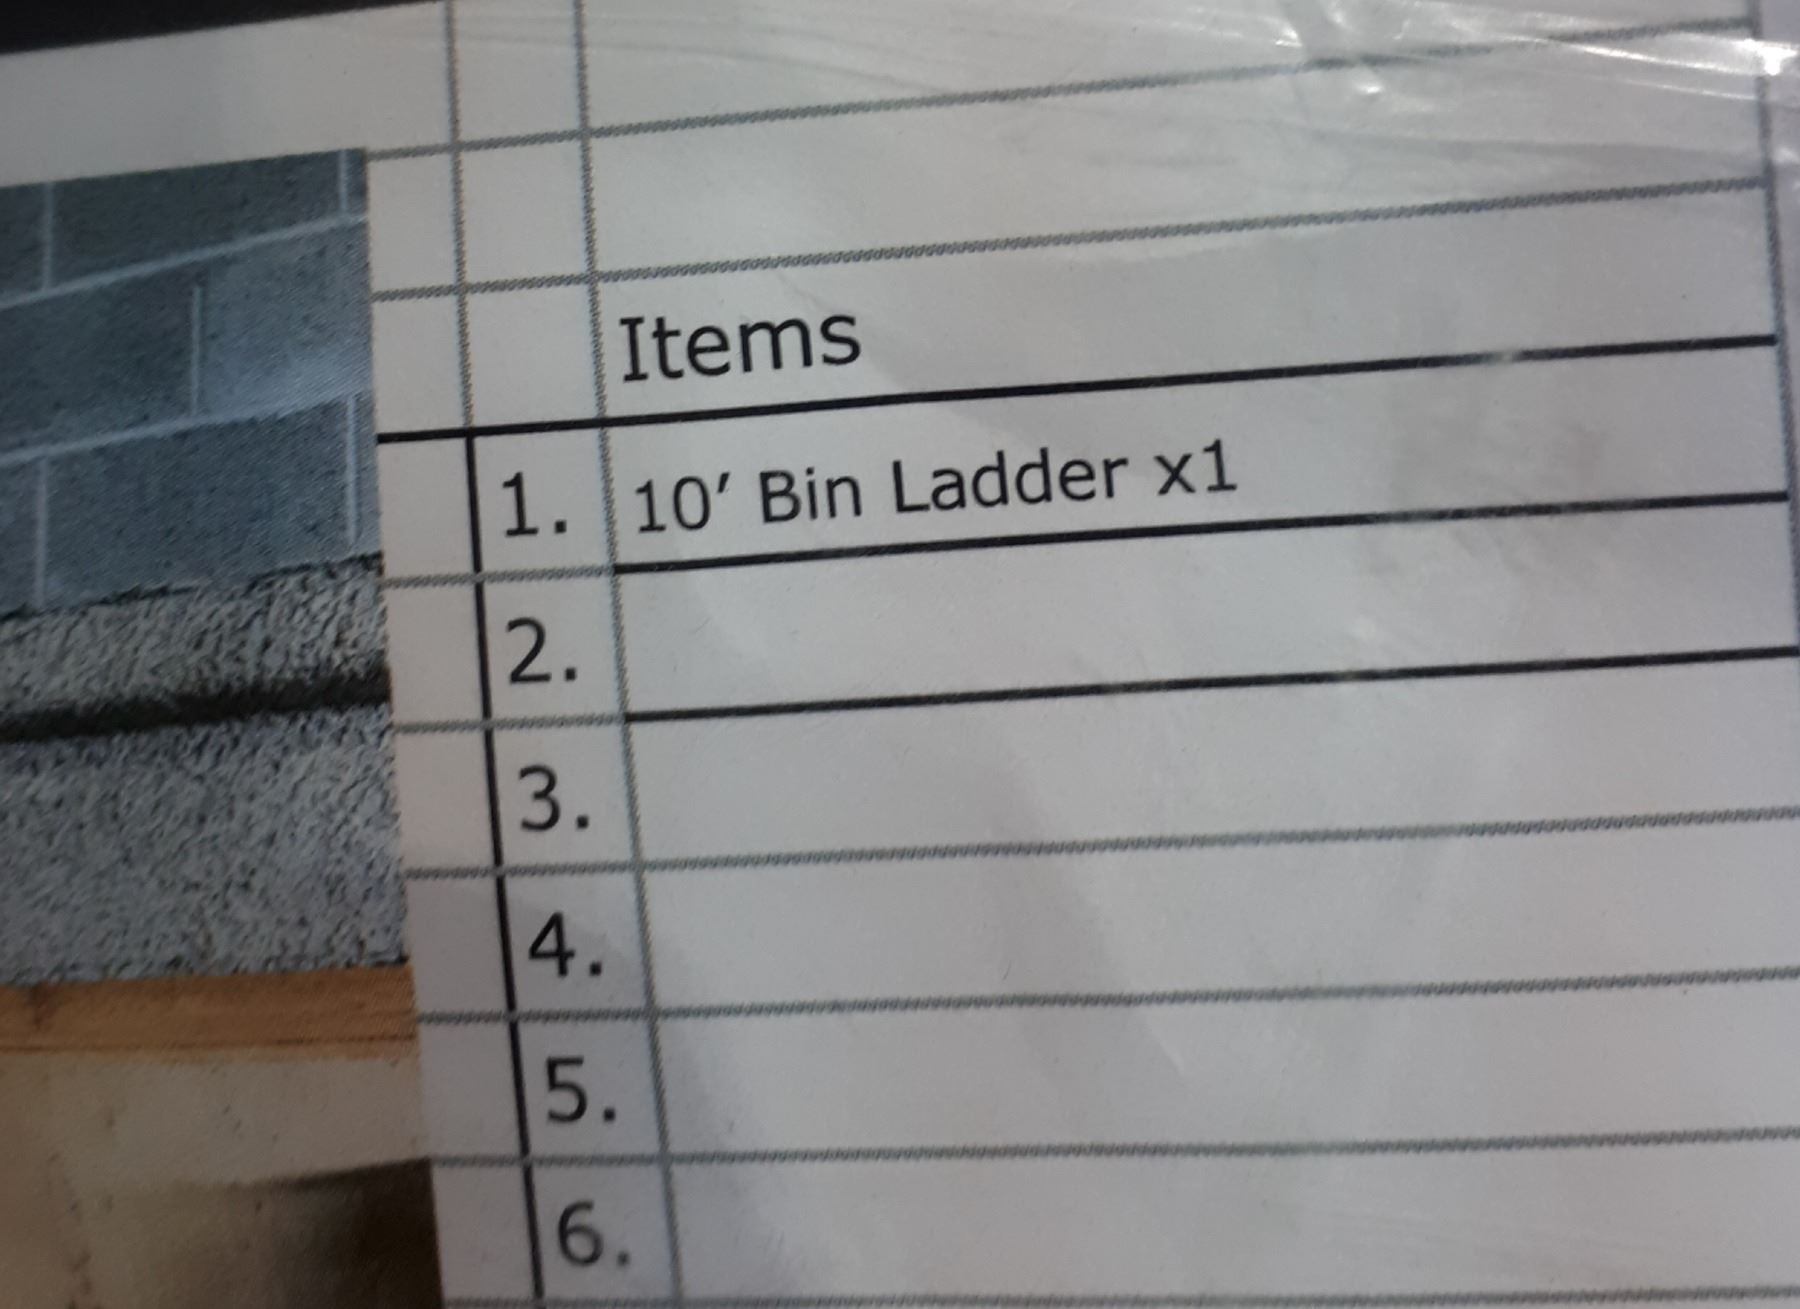 Items
1. 10′ Bin Ladder x1
2.
3.
4.
5.
6.